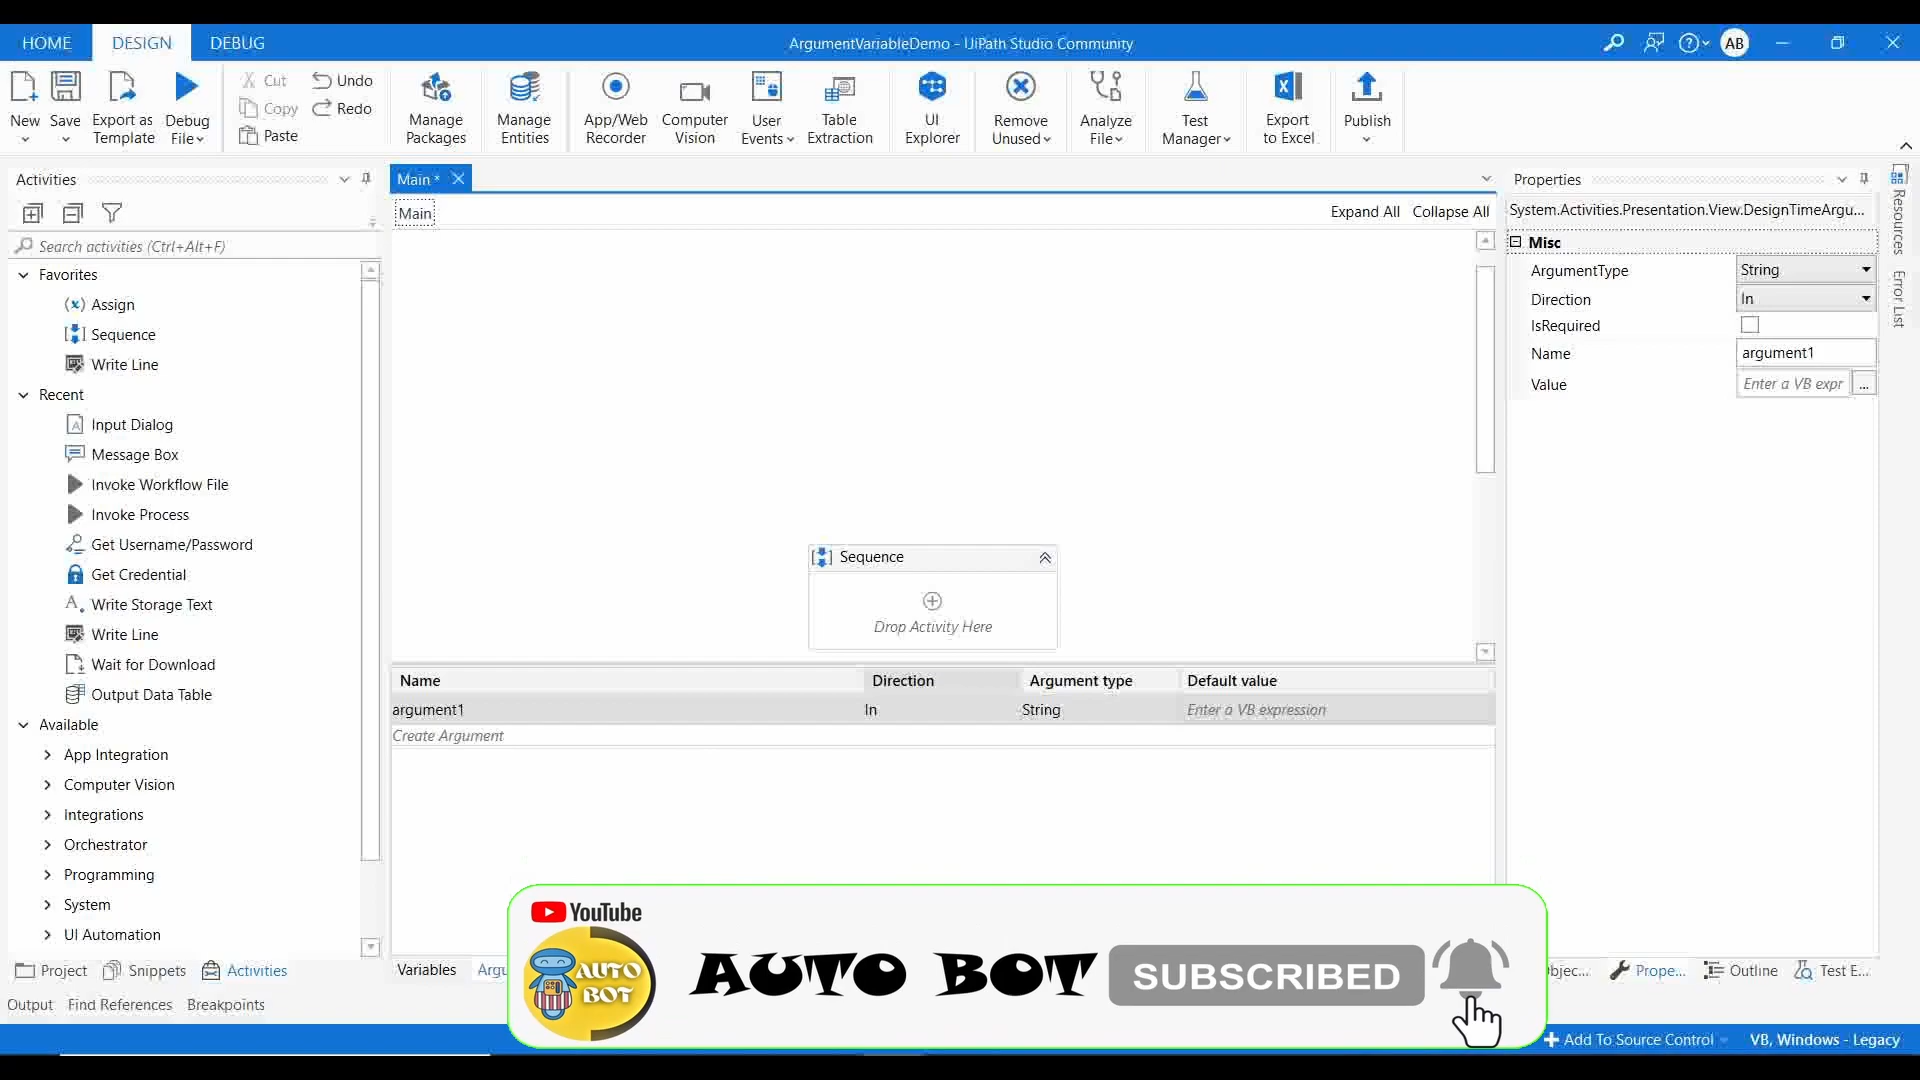 HOME
DESIGN
DEBUG
ArgumentVariableDemo - UiPath Studio Community
AB
New
Save
Export as
Template
Debug
File
Cut
Copy
Paste
Undo
Redo
Manage
Packages
Manage
Entities
App/Web
Recorder
Computer
Vision
User
Events
Table
Extraction
UI
Explorer
Remove
Unused
Analyze
File
Test
Manager
Export
to Excel
Publish
Activities
Search activities (Ctrl+Alt+F)
Favorites
Assign
Sequence
Write Line
Recent
Input Dialog
Message Box
Invoke Workflow File
Invoke Process
Get Username/Password
Get Credential
Write Storage Text
Write Line
Wait for Download
Output Data Table
Available
App Integration
Computer Vision
Integrations
Orchestrator
Programming
System
UI Automation
Project
Snippets
Activities
Output
Find References
Breakpoints
Main *
Main
Expand All
Collapse All
Sequence
Drop Activity Here
Name
Direction
Argument type
Default value
argument1
In
String
Enter a VB expression
Create Argument
Variables
Argu
Properties
System.Activities.Presentation.View.DesignTimeArgu...
Misc
ArgumentType
String
Direction
In
IsRequired
Name
argument1
Value
Enter a VB expr
...
Resources
Error List
bjec...
Prope...
Outline
Test E...
YouTube
AUTO
BOT
AUTO BOT
SUBSCRIBED
Add To Source Control
VB, Windows - Legacy